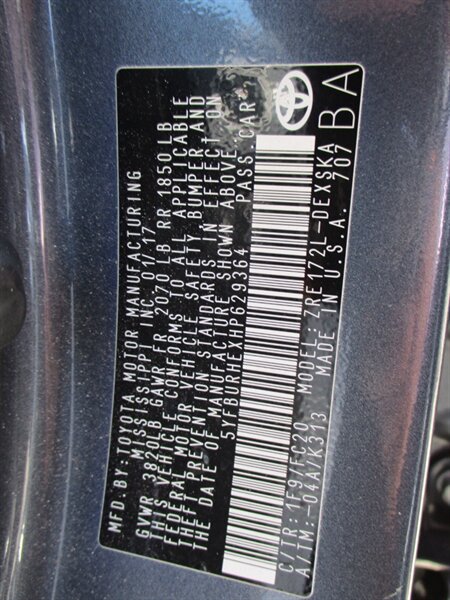 MFD. BY: TOYOTA MOTOR MANUFACTURING
MISSISSIPPI INC. 01/17
GVWR 3820LB GAWR FR 2070 LB RR 1850 LB
THIS VEHICLE CONFORMS TO ALL APPLICABLE
FEDERAL MOTOR VEHICLE SAFETY, BUMPER AND
THEFT PREVENTION STANDARDS IN EFFECT ON
THE DATE OF MANUFACTURE SHOWN ABOVE
5YFBURHEXHP629364 PASS. CAR
C/TR: 1F9/FC20 MODEL: ZRE172L-DEXSKA
A/TM:-04A/K313 MADE IN U.S.A. 707
BA